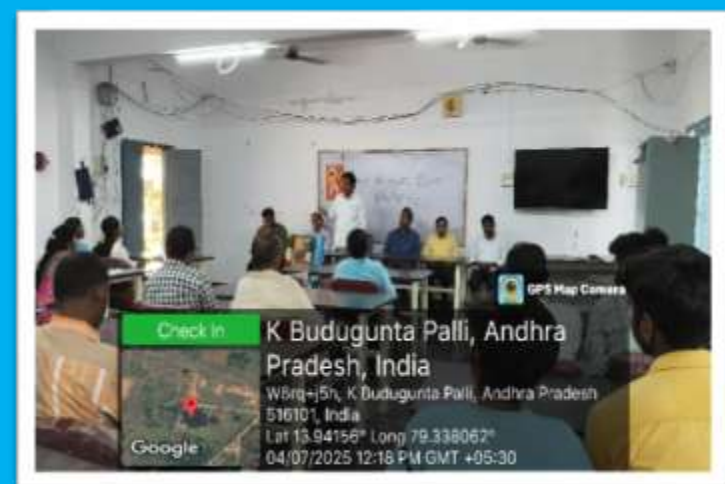 GPS Map Camera
Check In
K Budugunta Palli, Andhra
Pradesh, India
W8rq+j5h, K Budugunta Palli, Andhra Pradesh
516101, India
Lat 13.94156° Long 79.338062°
04/07/2025 12:18 PM GMT +05:30
Google